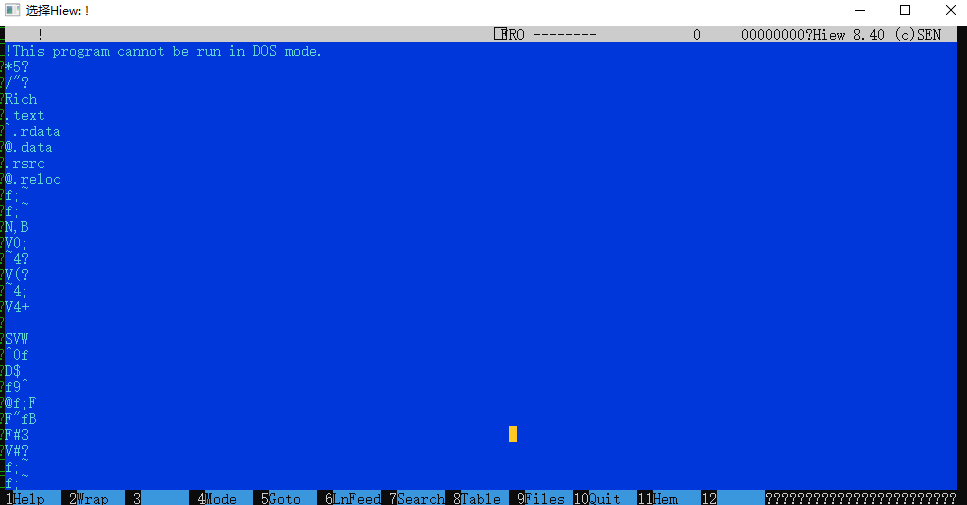 选择Hiew: !
! FRO -------- 0 00000000?Hiew 8.40 (c)SEN
!This program cannot be run in DOS mode.
?*5?
?/"?
?Rich
?.text
?`.rdata
?@.data
?.rsrc
?@.reloc
?f;~
?f;~
?N,B
?V0;
?~4?
?V(?
?~4;
?V4+
?
?SVW
?^0f
?D$
?f9^
?@f;F
?F"fB
?F#3
?V#?
f;~
f;~
1Help 2Wrap 3 4Mode 5Goto 6LnFeed 7Search 8Table 9Files 10Quit 11Hem 12 ????????????????????????